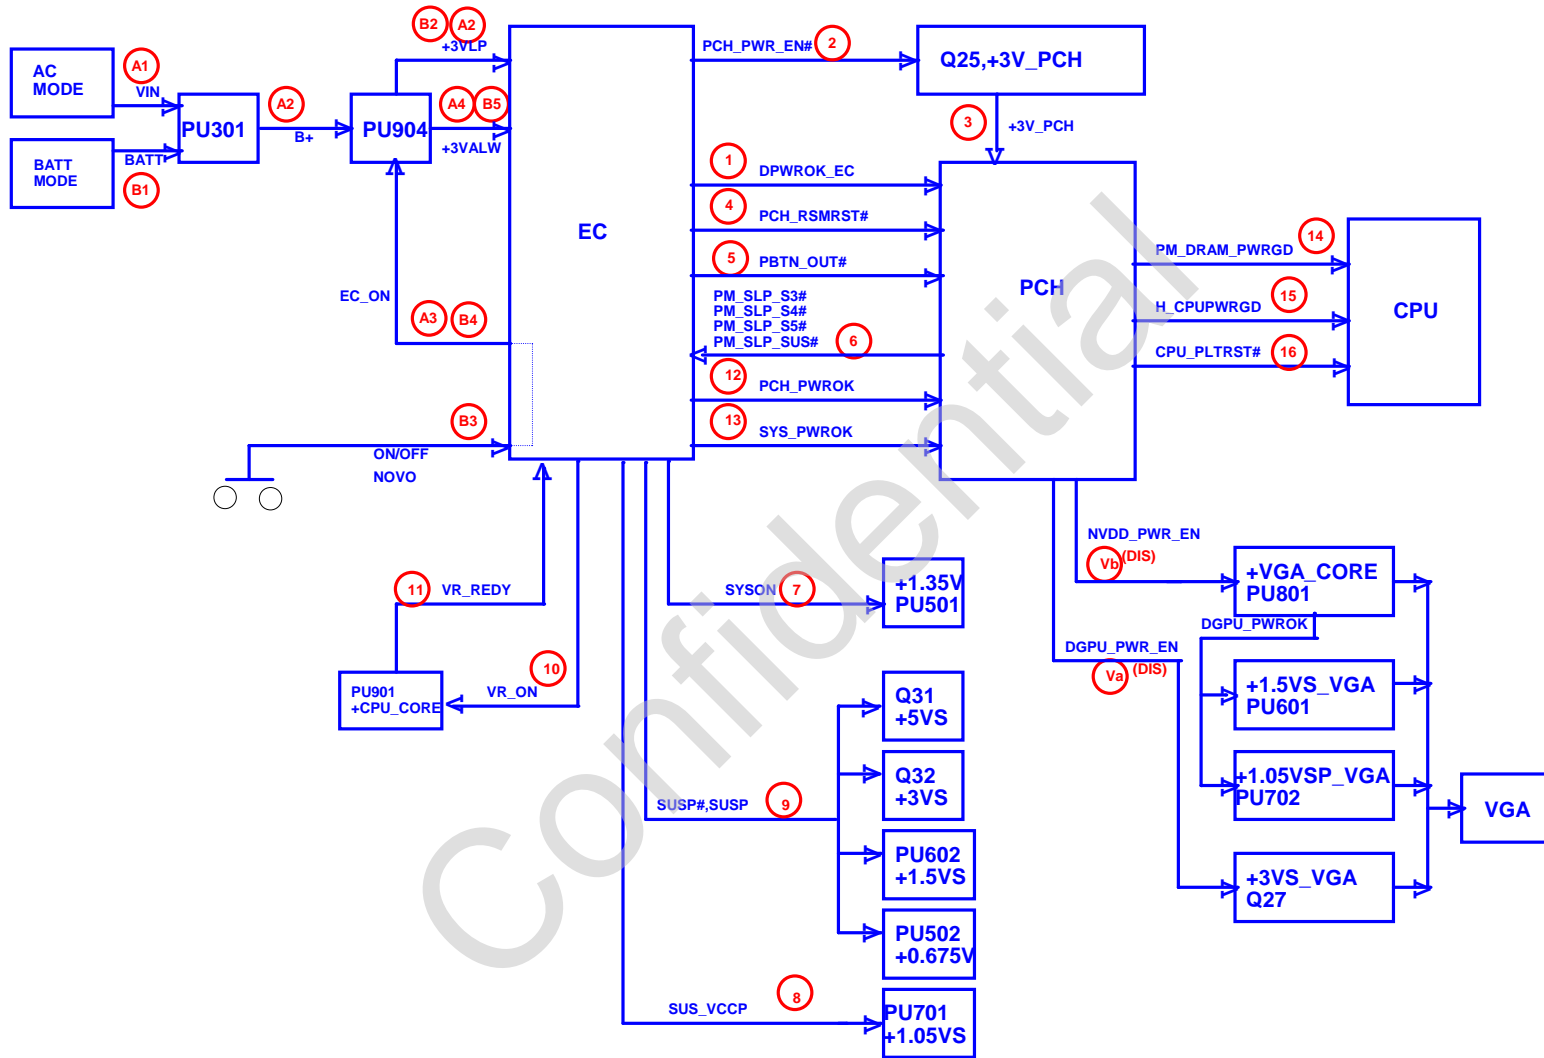 B2
A2
+3VLP
PCH_PWR_EN#
2
Q25,+3V_PCH
AC
MODE
A1
VIN
PU301
A2
B+
PU904
A4
B5
+3VALW
3
+3V_PCH
BATT
MODE
BATT
B1
1
DPWROK_EC
4
PCH_RSMRST#
EC
5
PBTN_OUT#
PCH
PM_DRAM_PWRGD
14
H_CPUPWRGD
15
CPU_PLTRST#
16
CPU
EC_ON
A3
B4
PM_SLP_S3#
PM_SLP_S4#
PM_SLP_S5#
PM_SLP_SUS#
6
12
PCH_PWROK
13
SYS_PWROK
B3
ON/OFF
NOVO
NVDD_PWR_EN
Vb
(DIS)
+VGA_CORE
PU801
DGPU_PWROK
11
VR_REDY
SYSON
7
+1.35V
PU501
DGPU_PWR_EN
Va
(DIS)
10
VR_ON
PU901
+CPU_CORE
Q31
+5VS
+1.5VS_VGA
PU601
Q32
+3VS
+1.05VSP_VGA
PU702
VGA
SUSP#,SUSP
9
PU602
+1.5VS
+3VS_VGA
Q27
PU502
+0.675V
SUS_VCCP
8
PU701
+1.05VS
Confidential